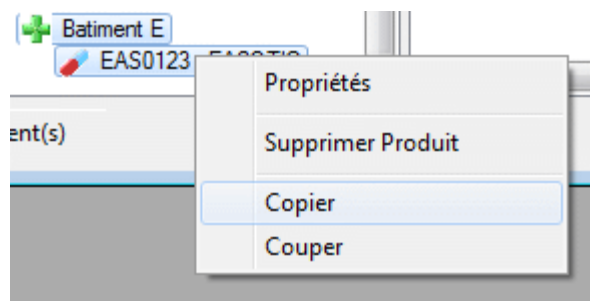 Batiment E
EAS0123
ent(s)
Propriétés
Supprimer Produit
Copier
Couper